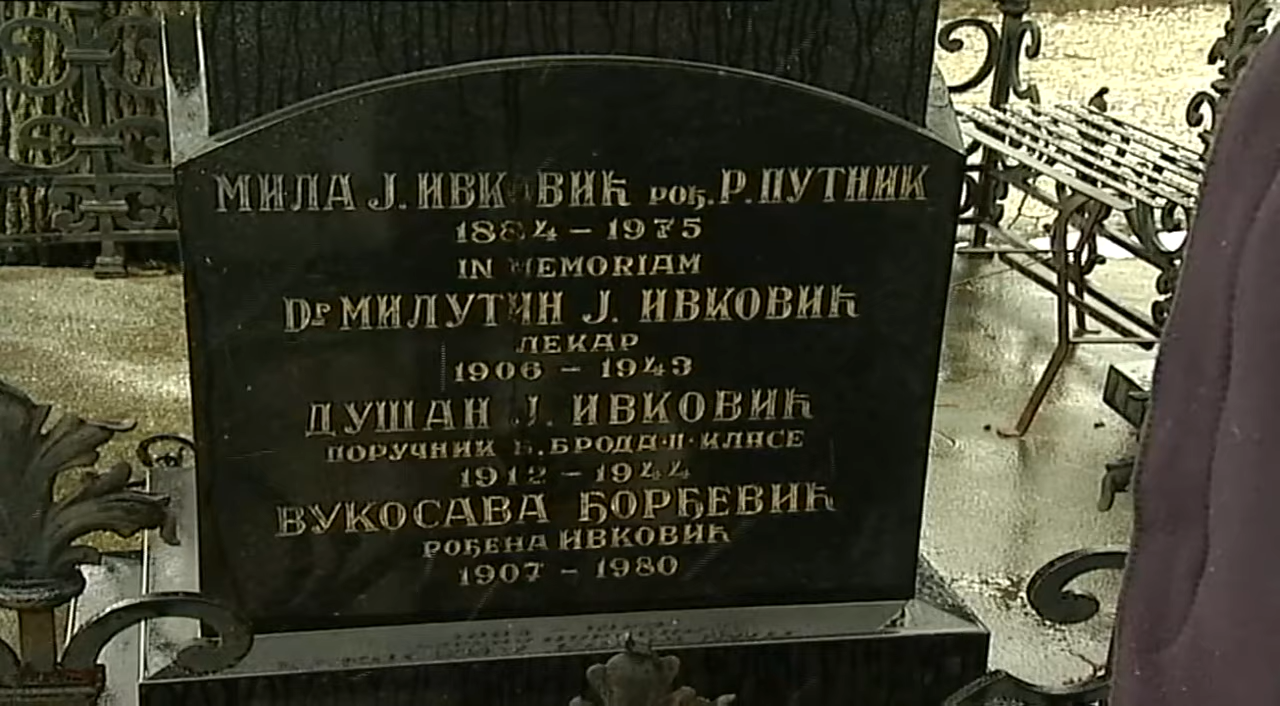 МИЛА Ј. ИВКОВИЋ рођ. Р. ПУТНИК
1884 – 1975
IN MEMORIAM
Dr МИЛУТИН Ј. ИВКОВИЋ
ЛЕКАР
1906 – 1943
ДУШАН Ј. ИВКОВИЋ
ПОРУЧНИК Б. БРОДА II КЛАСЕ
1912 – 1944
ВУКОСАВА ЂОРЂЕВИЋ
РОЂЕНА ИВКОВИЋ
1907 – 1980